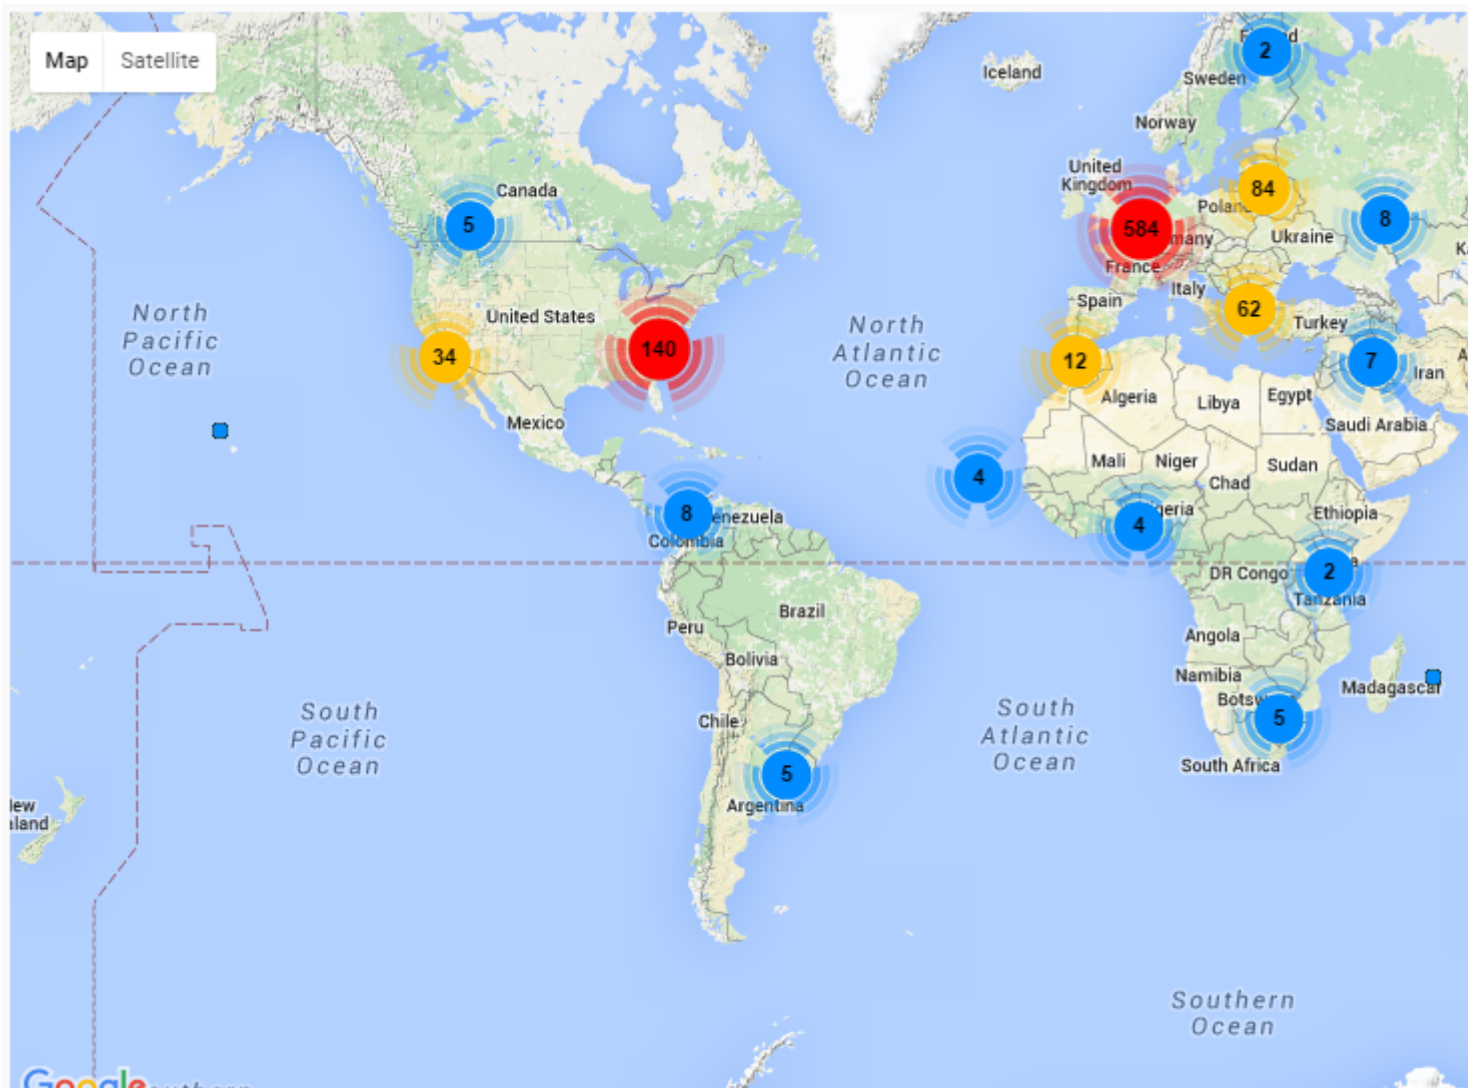 Map Satellite
Iceland
2
Sweden
Norway
Canada
United
Kingdom
84
5
584
8
Ukraine
France
North
Pacific
Ocean
United States
34
140
North
Atlantic
Ocean
Spain
Italy
62
Turkey
12
7
Iran
Algeria
Libya
Egypt
Mexico
Saudi Arabia
Mali
Niger
Sudan
Chad
4
8
Colombia
4
Ethiopia
DR Congo
2
Tanzania
Brazil
Peru
Angola
Bolivia
Namibia
Madagascar
South
Pacific
Ocean
Chile
South
Atlantic
Ocean
5
South Africa
5
Argentina
Southern
Ocean
Google